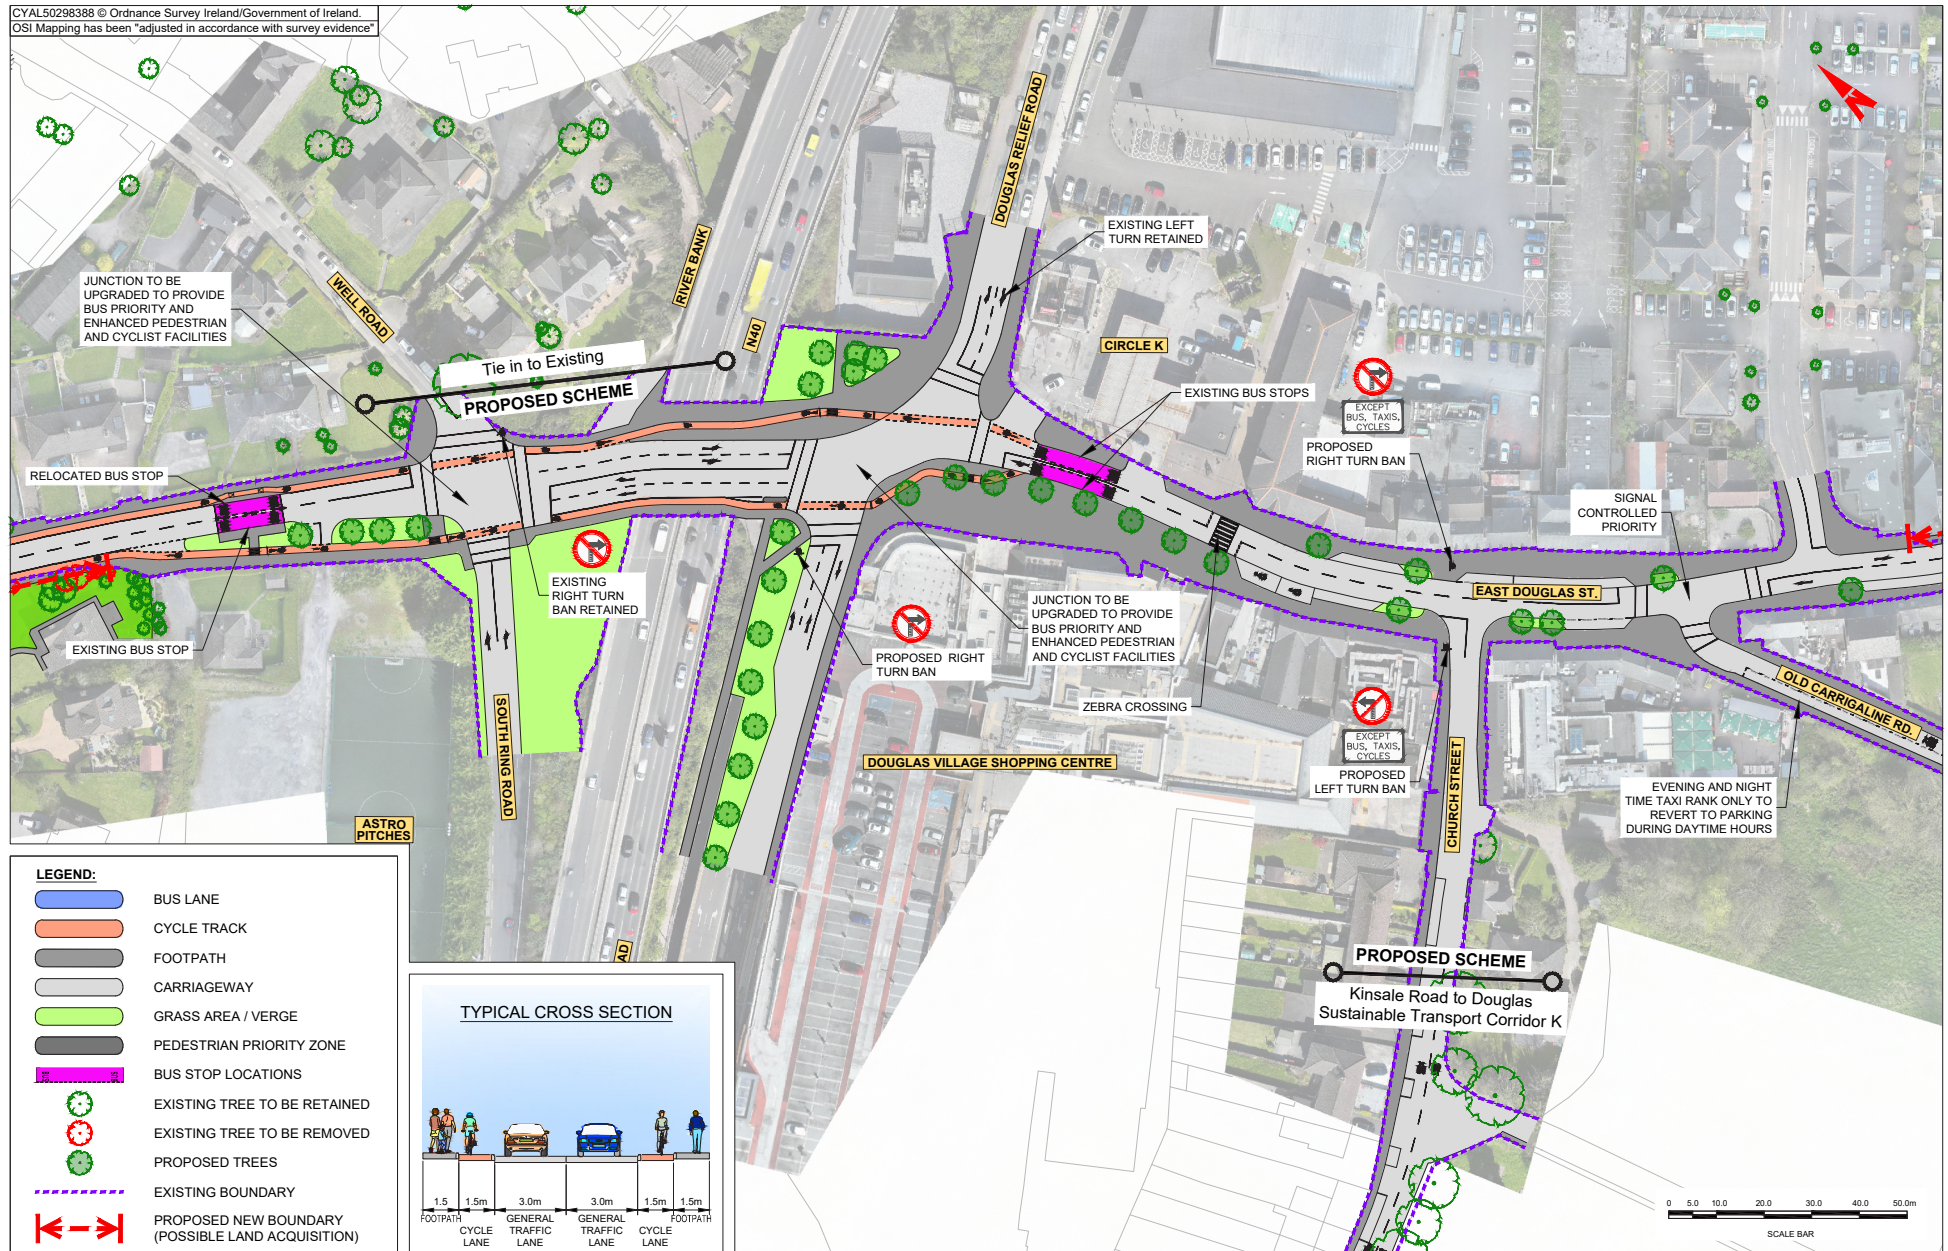 CYAL50298388 © Ordnance Survey Ireland/Government of Ireland.
OSI Mapping has been "adjusted in accordance with survey evidence"
DOUGLAS RELIEF ROAD
EXISTING LEFT
TURN RETAINED
RIVER BANK
WELL ROAD
N40
JUNCTION TO BE
UPGRADED TO PROVIDE
BUS PRIORITY AND
ENHANCED PEDESTRIAN
AND CYCLIST FACILITIES
Tie in to Existing
PROPOSED SCHEME
CIRCLE K
EXISTING BUS STOPS
EXCEPT
BUS, TAXIS,
CYCLES
PROPOSED
RIGHT TURN BAN
RELOCATED BUS STOP
SIGNAL
CONTROLLED
PRIORITY
EXISTING
RIGHT TURN
BAN RETAINED
EAST DOUGLAS ST.
JUNCTION TO BE
UPGRADED TO PROVIDE
BUS PRIORITY AND
ENHANCED PEDESTRIAN
AND CYCLIST FACILITIES
EXISTING BUS STOP
PROPOSED RIGHT
TURN BAN
ZEBRA CROSSING
OLD CARRIGALINE RD.
SOUTH RING ROAD
DOUGLAS VILLAGE SHOPPING CENTRE
EXCEPT
BUS, TAXIS,
CYCLES
PROPOSED
LEFT TURN BAN
CHURCH STREET
EVENING AND NIGHT
TIME TAXI RANK ONLY TO
REVERT TO PARKING
DURING DAYTIME HOURS
ASTRO
PITCHES
AD
PROPOSED SCHEME
Kinsale Road to Douglas
Sustainable Transport Corridor K
LEGEND:
BUS LANE
CYCLE TRACK
FOOTPATH
CARRIAGEWAY
GRASS AREA / VERGE
PEDESTRIAN PRIORITY ZONE
BUS STOP LOCATIONS
EXISTING TREE TO BE RETAINED
EXISTING TREE TO BE REMOVED
PROPOSED TREES
EXISTING BOUNDARY
PROPOSED NEW BOUNDARY
(POSSIBLE LAND ACQUISITION)
TYPICAL CROSS SECTION
1.5 1.5m 3.0m 3.0m 1.5m 1.5m
FOOTPATH
CYCLE
LANE
GENERAL
TRAFFIC
LANE
GENERAL
TRAFFIC
LANE
CYCLE
LANE
FOOTPATH
0 5.0 10.0 20.0 30.0 40.0 50.0m
SCALE BAR